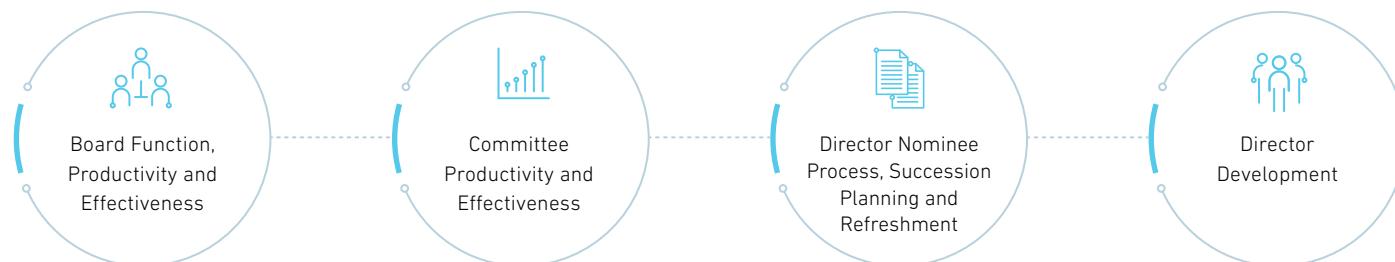 Board Function,
Productivity and
Effectiveness
Committee
Productivity and
Effectiveness
Director Nominee
Process, Succession
Planning and
Refreshment
Director
Development